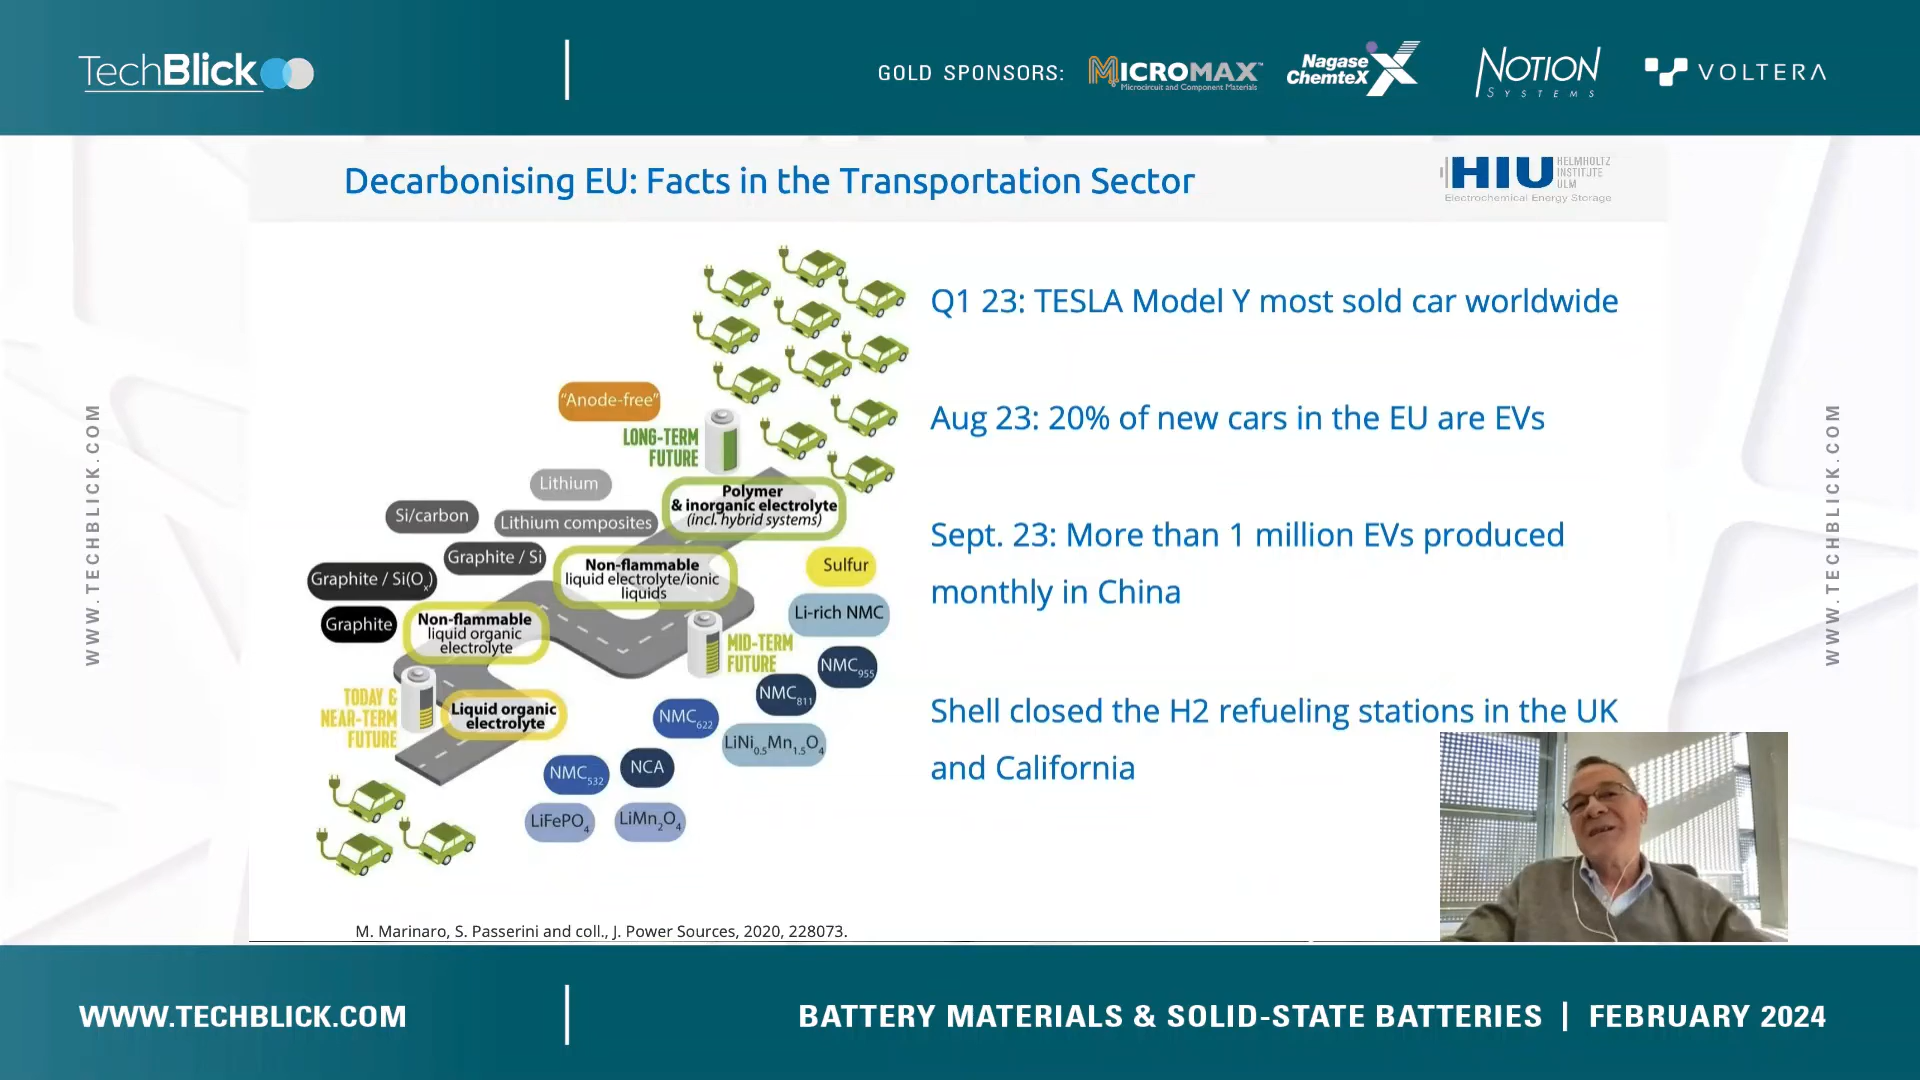 TechBlick
GOLD SPONSORS:
MICROMAX™
Microcircuit and Component Materials
Nagase
ChemteX
NOTION
SYSTEMS
VOLTERA
Decarbonising EU: Facts in the Transportation Sector
HIU
HELMHOLTZ
INSTITUTE
ULM
Electrochemical Energy Storage
WWW.TECHBLICK.COM
"Anode-free"
LONG-TERM
FUTURE
Lithium
Polymer
& inorganic electrolyte
(incl. hybrid systems)
Si/carbon
Lithium composites
Graphite / Si
Non-flammable
liquid electrolyte/ionic
liquids
Sulfur
Graphite / Si(Oₓ)
Li-rich NMC
Graphite
Non-flammable
liquid organic
electrolyte
MID-TERM
FUTURE
NMC₉₅₅
NMC₈₁₁
TODAY &
NEAR-TERM
FUTURE
Liquid organic
electrolyte
NMC₆₂₂
LiNi₀.₅Mn₁.₅O₄
NMC₅₃₂
NCA
LiFePO₄
LiMn₂O₄
Q1 23: TESLA Model Y most sold car worldwide
Aug 23: 20% of new cars in the EU are EVs
Sept. 23: More than 1 million EVs produced
monthly in China
Shell closed the H2 refueling stations in the UK
and California
WWW.TECHBLICK.COM
M. Marinaro, S. Passerini and coll., J. Power Sources, 2020, 228073.
WWW.TECHBLICK.COM
BATTERY MATERIALS & SOLID-STATE BATTERIES | FEBRUARY 2024